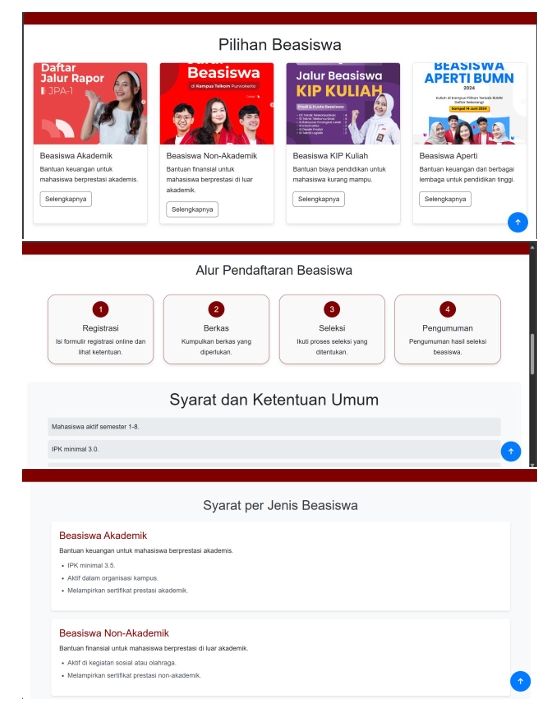 Pilihan Beasiswa
Daftar
Jalur Rapor
JPA-1
Beasiswa
di Kampus Telkom Purwokerto
Jalur Beasiswa
KIP KULIAH
BEASISWA
APERTI BUMN
2024
Beasiswa Akademik
Bantuan keuangan untuk
mahasiswa berprestasi akademis.
Selengkapnya
Beasiswa Non-Akademik
Bantuan finansial untuk
mahasiswa berprestasi di luar
akademik.
Selengkapnya
Beasiswa KIP Kuliah
Bantuan biaya pendidikan untuk
mahasiswa kurang mampu.
Selengkapnya
Beasiswa Aperti
Bantuan keuangan dari berbagai
lembaga untuk pendidikan tinggi.
Selengkapnya
Alur Pendaftaran Beasiswa
1
Registrasi
Isi formulir registrasi online dan
lihat ketentuan.
2
Berkas
Kumpulkan berkas yang
diperlukan.
3
Seleksi
Ikuti proses seleksi yang
ditentukan.
4
Pengumuman
Pengumuman hasil seleksi
beasiswa.
Syarat dan Ketentuan Umum
Mahasiswa aktif semester 1-8.
IPK minimal 3.0.
Syarat per Jenis Beasiswa
Beasiswa Akademik
Bantuan keuangan untuk mahasiswa berprestasi akademis.
• IPK minimal 3.5.
• Aktif dalam organisasi kampus.
• Melampirkan sertifikat prestasi akademik.
Beasiswa Non-Akademik
Bantuan finansial untuk mahasiswa berprestasi di luar akademik.
• Aktif di kegiatan sosial atau olahraga.
• Melampirkan sertifikat prestasi non-akademik.